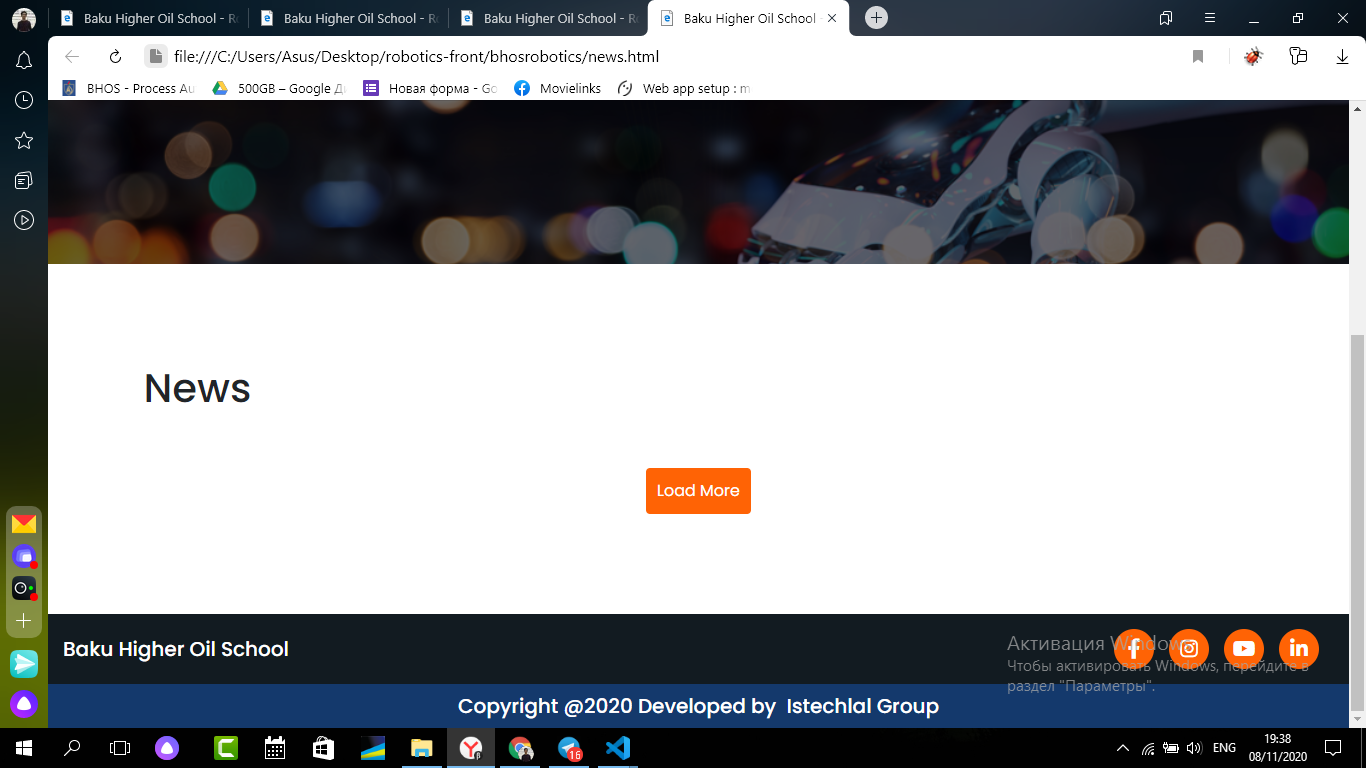 Baku Higher Oil School - Ro
Baku Higher Oil School - Ro
Baku Higher Oil School - Ro
Baku Higher Oil School -
file:///C:/Users/Asus/Desktop/robotics-front/bhosrobotics/news.html
BHOS - Process Au
500GB – Google Ди
Новая форма - Go
Movielinks
Web app setup : m
News
Load More
Baku Higher Oil School
Активация Windows
Чтобы активировать Windows, перейдите в
раздел "Параметры".
Copyright @2020 Developed by Istechlal Group
16
ENG
19:38
08/11/2020